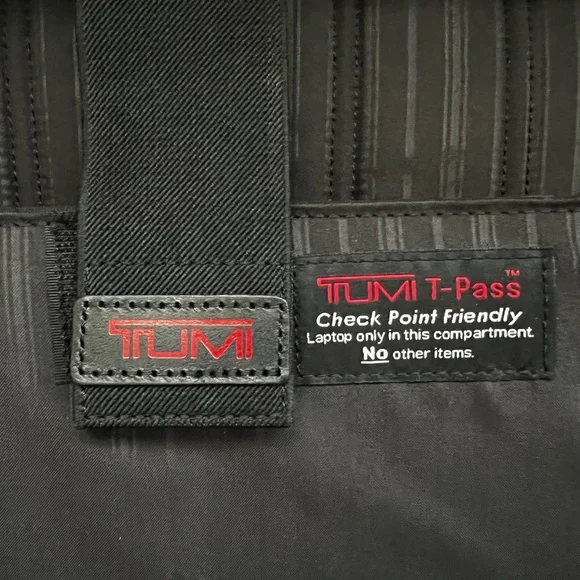 TUMI
TUMI T-Pass™
Check Point Friendly
Laptop only in this compartment.
No other items.